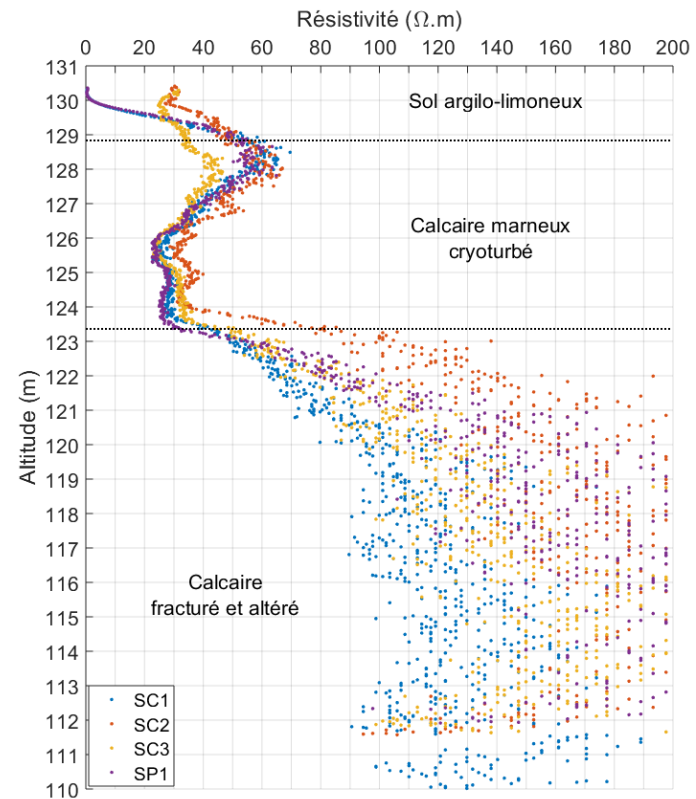 Résistivité (Ω.m)
0 20 40 60 80 100 120 140 160 180 200
131
130
129
128
127
126
125
124
123
122
121
120
119
118
117
116
115
114
113
112
111
110
Altitude (m)
Sol argilo-limoneux
Calcaire marneux
cryoturbé
Calcaire
fracturé et altéré
SC1
SC2
SC3
SP1